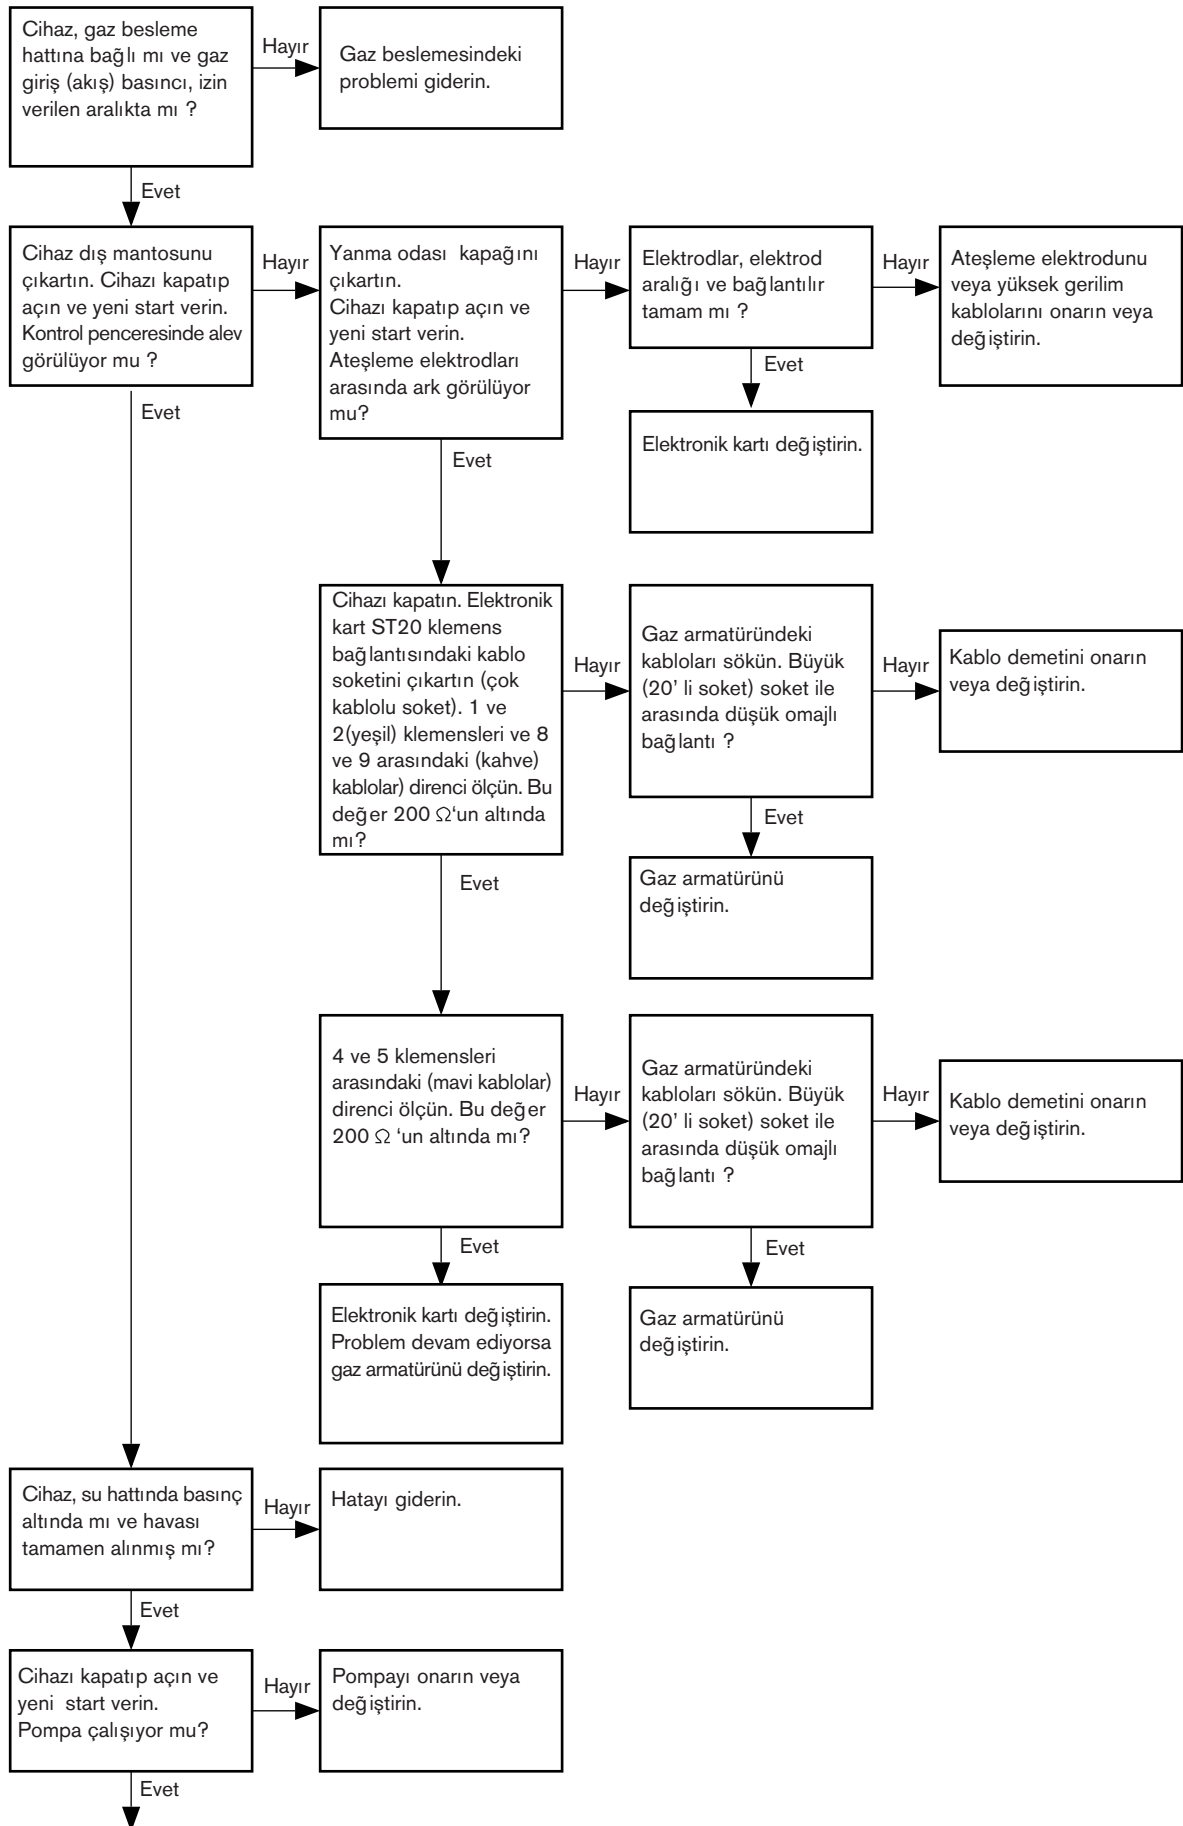 Cihaz, gaz besleme
hattına bağlı mı ve gaz
giriş (akış) basıncı, izin
verilen aralıkta mı ?
Hayır
Gaz beslemesindeki
problemi giderin.
Evet
Cihaz dış mantosunu
çıkartın. Cihazı kapatıp
açın ve yeni start verin.
Kontrol penceresinde alev
görülüyor mu ?
Hayır
Yanma odası kapağını
çıkartın.
Cihazı kapatıp açın ve
yeni start verin.
Ateşleme elektrodları
arasında ark görülüyor
mu?
Hayır
Elektrodlar, elektrod
aralığı ve bağlantılır
tamam mı ?
Hayır
Ateşleme elektrodunu
veya yüksek gerilim
kablolarını onarın veya
değiştirin.
Evet
Elektronik kartı değiştirin.
Evet
Evet
Cihazı kapatın. Elektronik
kart ST20 klemens
bağlantısındaki kablo
soketini çıkartın (çok
kablolu soket). 1 ve
2(yeşil) klemensleri ve 8
ve 9 arasındaki (kahve)
kablolar) direnci ölçün. Bu
değer 200 Ω‘un altında
mı?
Hayır
Gaz armatüründeki
kabloları sökün. Büyük
(20’ li soket) soket ile
arasında düşük omajlı
bağlantı ?
Hayır
Kablo demetini onarın
veya değiştirin.
Evet
Gaz armatürünü
değiştirin.
Evet
4 ve 5 klemensleri
arasındaki (mavi kablolar)
direnci ölçün. Bu değer
200 Ω ‘un altında mı?
Hayır
Gaz armatüründeki
kabloları sökün. Büyük
(20’ li soket) soket ile
arasında düşük omajlı
bağlantı ?
Hayır
Kablo demetini onarın
veya değiştirin.
Evet
Gaz armatürünü
değiştirin.
Evet
Elektronik kartı değiştirin.
Problem devam ediyorsa
gaz armatürünü değiştirin.
Cihaz, su hattında basınç
altında mı ve havası
tamamen alınmış mı?
Hayır
Hatayı giderin.
Evet
Cihazı kapatıp açın ve
yeni start verin.
Pompa çalışıyor mu?
Hayır
Pompayı onarın veya
değiştirin.
Evet